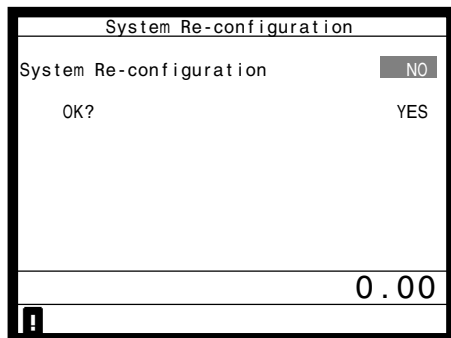 System Re-configuration
System Re-configuration NO
OK? YES
0.00
!